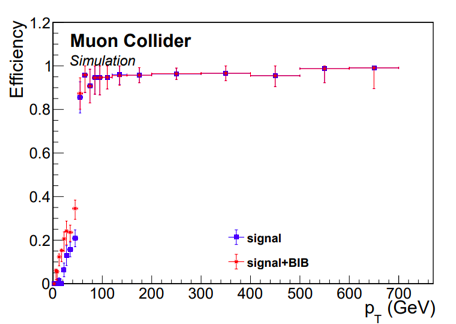 Efficiency
1.2
1
0.8
0.6
0.4
0.2
0
Muon Collider
Simulation
signal
signal+BIB
0 100 200 300 400 500 600 700
p_T (GeV)